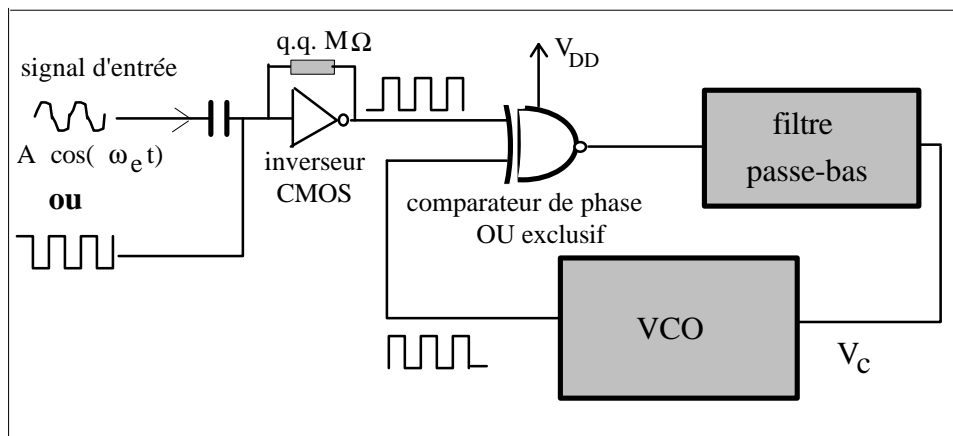 q.q. MΩ
signal d'entrée
V_DD
A cos( ω_e t)
ou
inverseur
CMOS
comparateur de phase
OU exclusif
filtre
passe-bas
VCO
V_c